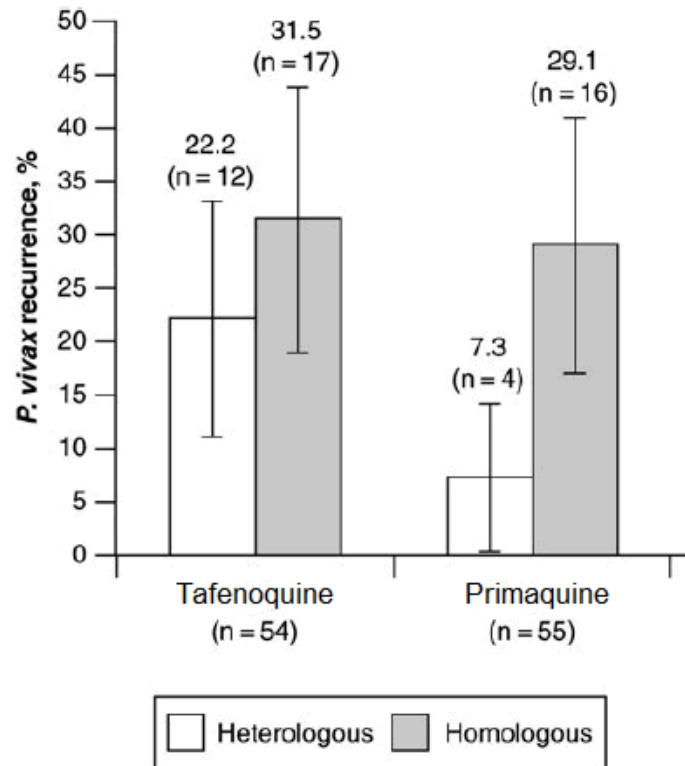 P. vivax recurrence, %
50
45
40
35
30
25
20
15
10
5
0
22.2
(n = 12)
31.5
(n = 17)
7.3
(n = 4)
29.1
(n = 16)
Tafenoquine
(n = 54)
Primaquine
(n = 55)
Heterologous
Homologous